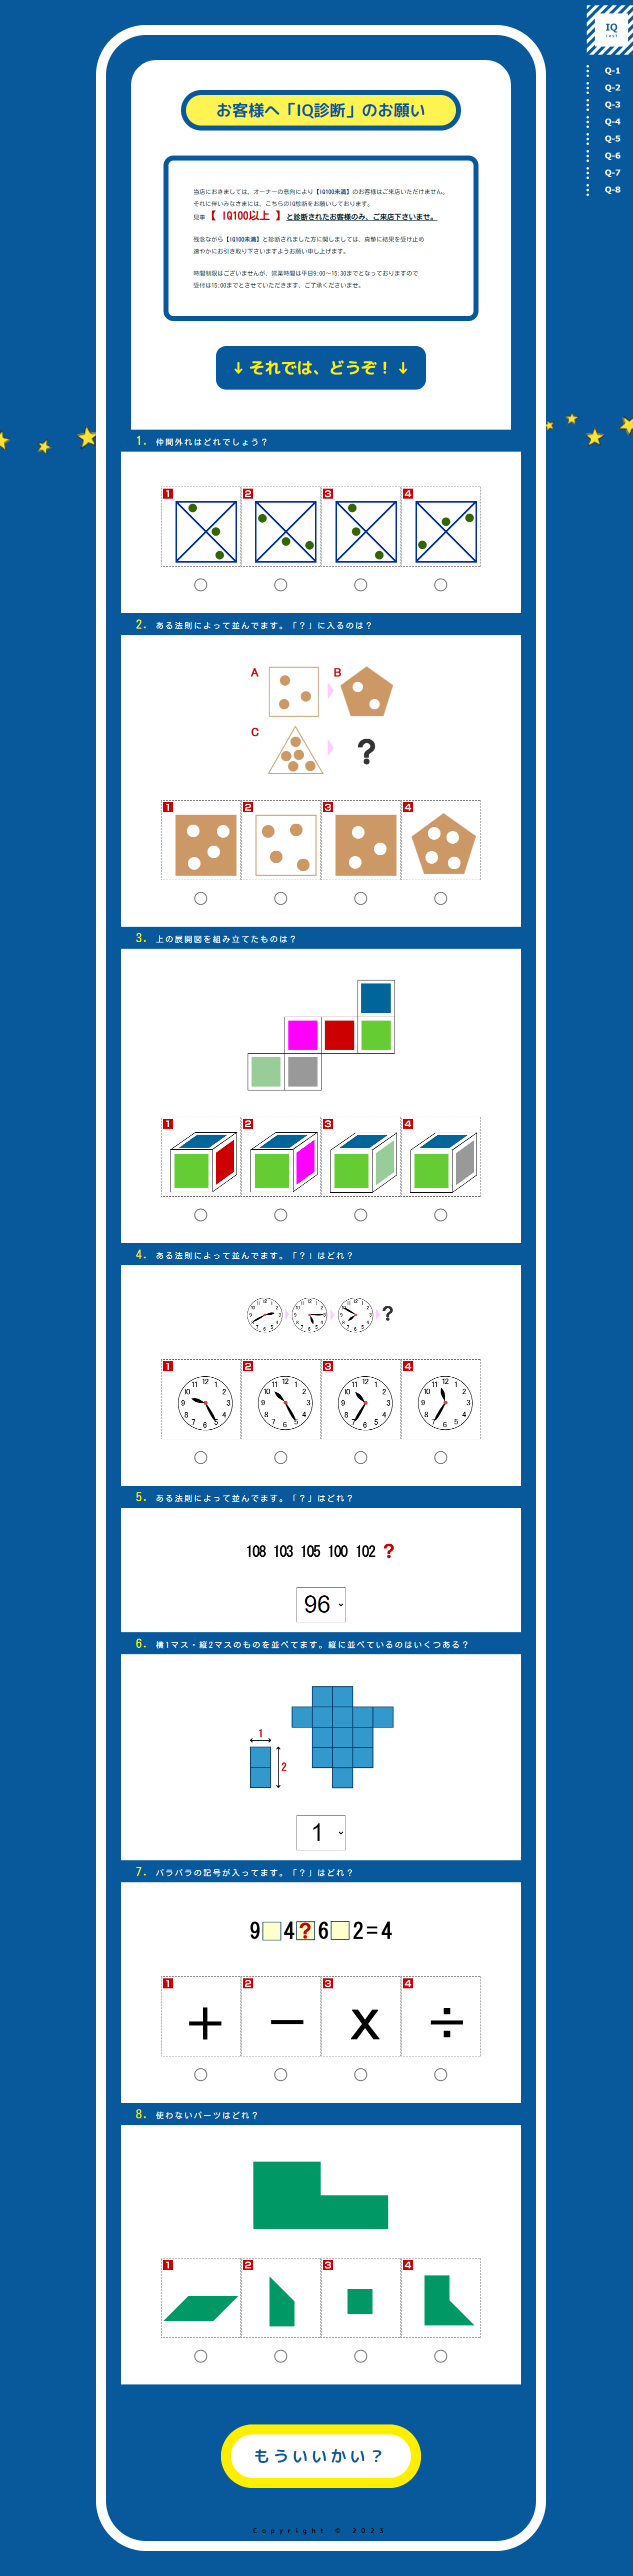 IQ
test
Q-1
Q-2
Q-3
Q-4
Q-5
Q-6
Q-7
Q-8
お客様へ「IQ診断」のお願い
当店におきましては、オーナーの意向により【IQ100未満】のお客様はご来店いただけません。
それに伴いみなさまには、こちらのIQ診断をお願いしております。
見事【 IQ100以上 】と診断されたお客様のみ、ご来店下さいませ。
残念ながら【IQ100未満】と診断されました方に関しましては、真摯に結果を受け止め
速やかにお引き取り下さいますようお願い申し上げます。
時間制限はございませんが、営業時間は平日9:00～15:30までとなっておりますので
受付は15:00までとさせていただきます、ご了承くださいませ。
↓ それでは、どうぞ！ ↓
1. 仲間外れはどれでしょう？
1 2 3 4
2. ある法則によって並んでます。「？」に入るのは？
A B
C ?
1 2 3 4
3. 上の展開図を組み立てたものは？
1 2 3 4
4. ある法則によって並んでます。「？」はどれ？
?
1 2 3 4
5. ある法則によって並んでます。「？」はどれ？
108 103 105 100 102 ?
96
6. 横1マス・縦2マスのものを並べてます。縦に並べているのはいくつある？
1
2
1
7. バラバラの記号が入ってます。「？」はどれ？
9 4 ? 6 2=4
1 2 3 4
+ − x ÷
8. 使わないパーツはどれ？
1 2 3 4
もういいかい？
Copyright © 2023